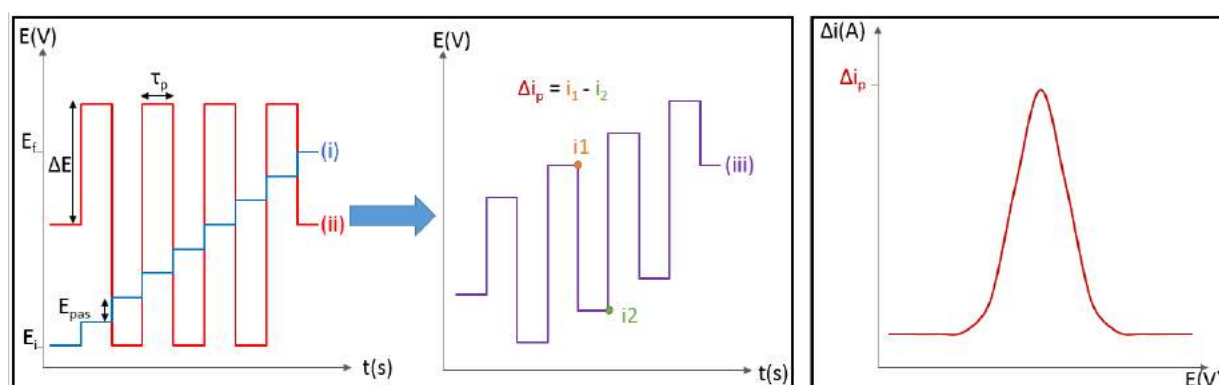 E(V)
τp
Ef
(i)
ΔE
(ii)
Epas
Ei
t(s)
E(V)
Δip = i1 - i2
i1
(iii)
i2
t(s)
Δi(A)
Δip
E(V)